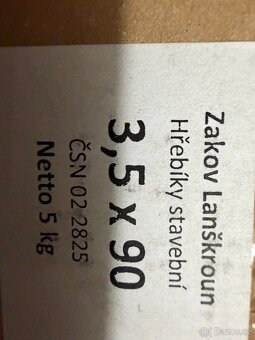 Zakov Lanškroun
Hřebíky stavební
3,5 x 90
ČSN 02 2825
Netto 5 kg